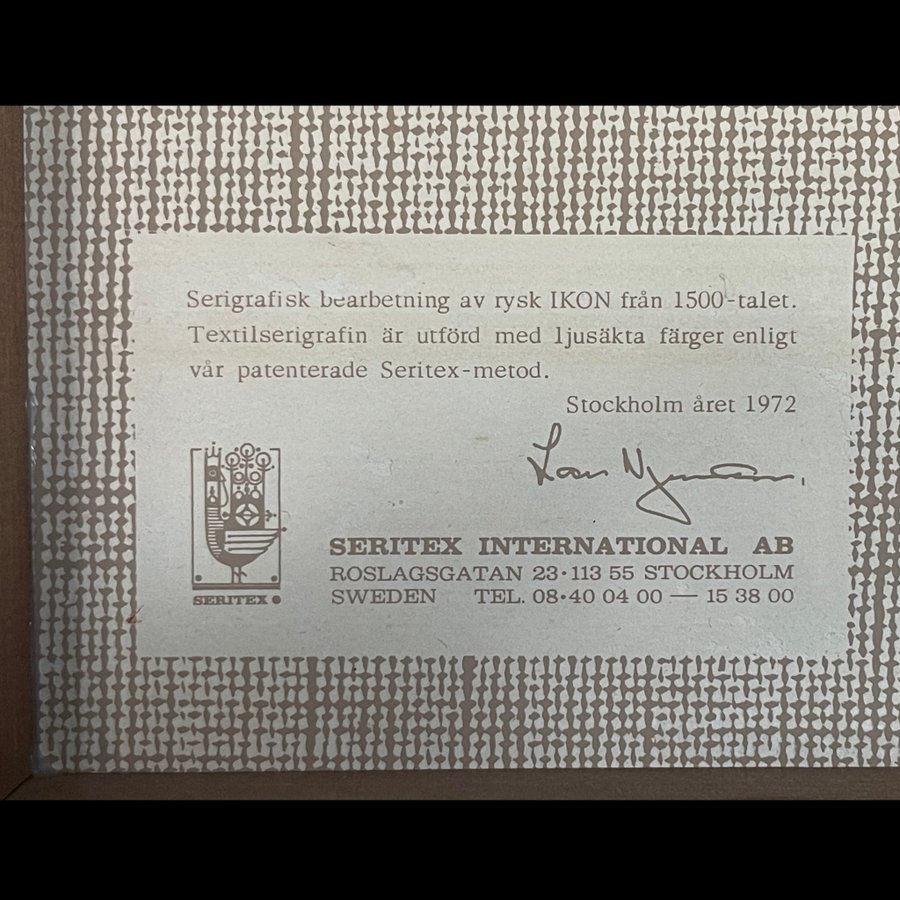 Serigrafisk bearbetning av rysk IKON från 1500-talet.
Textilserigrafin är utförd med ljusäkta färger enligt
vår patenterade Seritex-metod.
Stockholm året 1972
SERITEX INTERNATIONAL AB
ROSLAGSGATAN 23·113 55 STOCKHOLM
SWEDEN TEL. 08·40 04 00 — 15 38 00
SERITEX ®